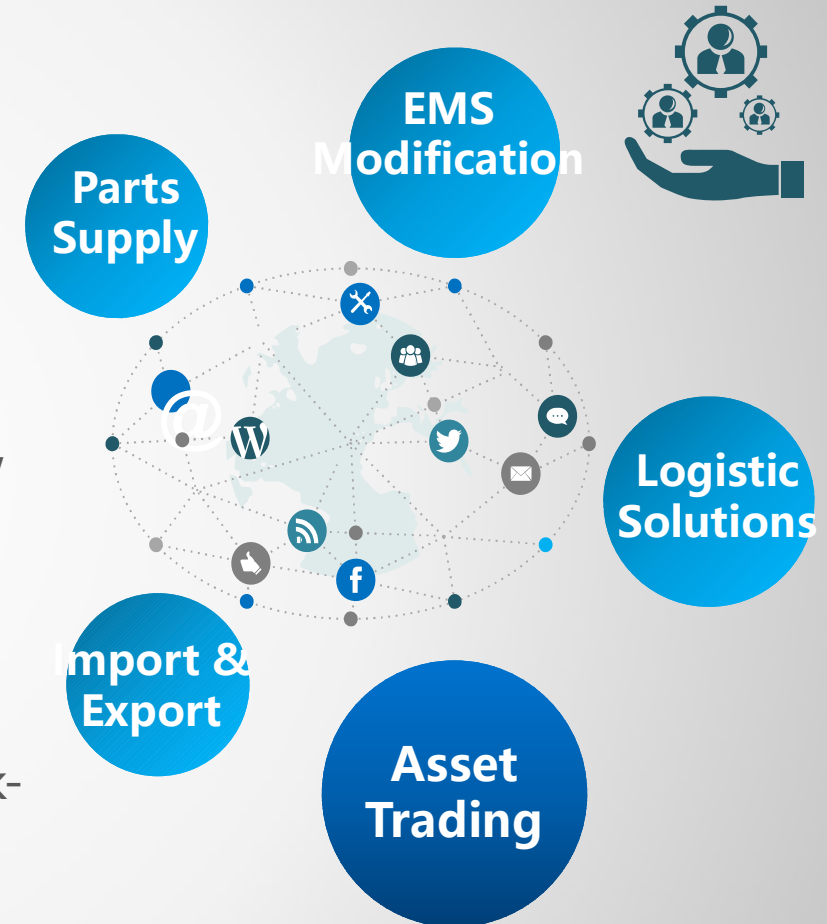 EMS
Modification
Parts
Supply
@
Logistic
Solutions
Import &
Export
Asset
Trading